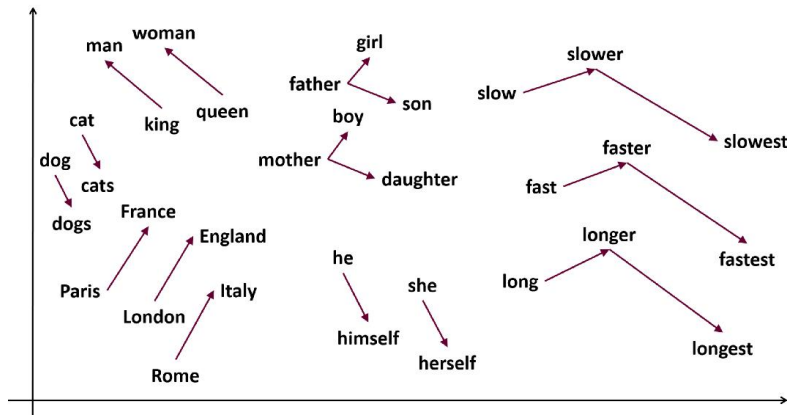 man
woman
king
queen
cat
dog
cats
dogs
France
England
Paris
London
Italy
Rome
girl
father
son
boy
mother
daughter
he
she
himself
herself
slower
slow
slowest
faster
fast
fastest
longer
long
longest